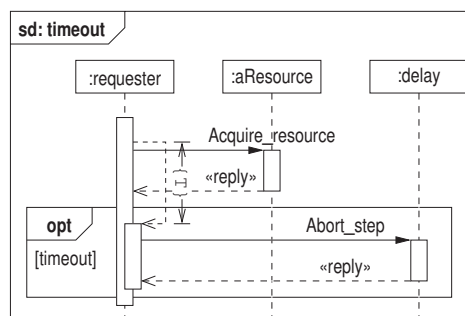 sd: timeout
:requester
:aResource
:delay
Acquire_resource
{T}
«reply»
opt
[timeout]
Abort_step
«reply»